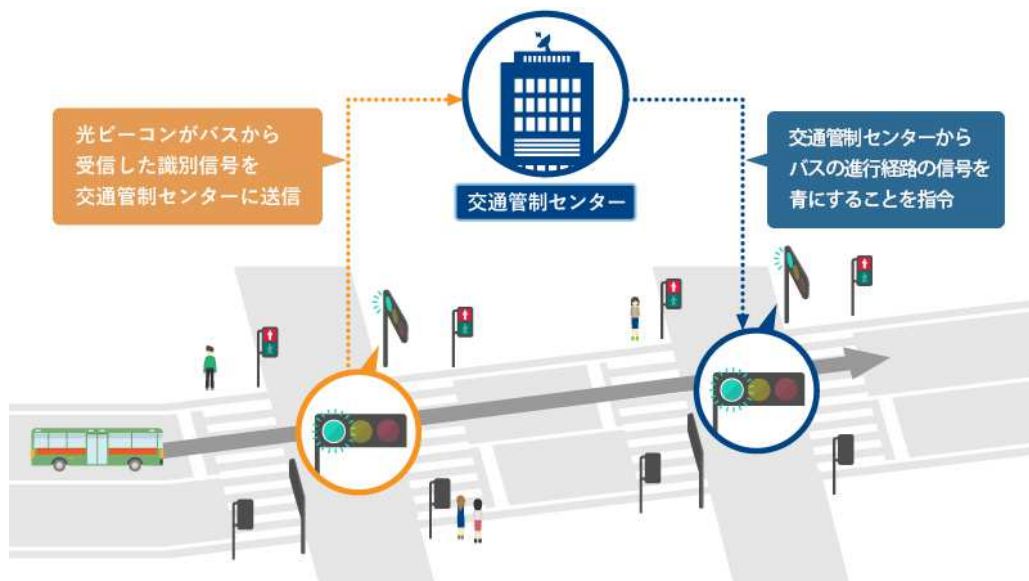 光ビーコンがバスから
受信した識別信号を
交通管制センターに送信
交通管制センター
交通管制センターから
バスの進行経路の信号を
青にすることを指令